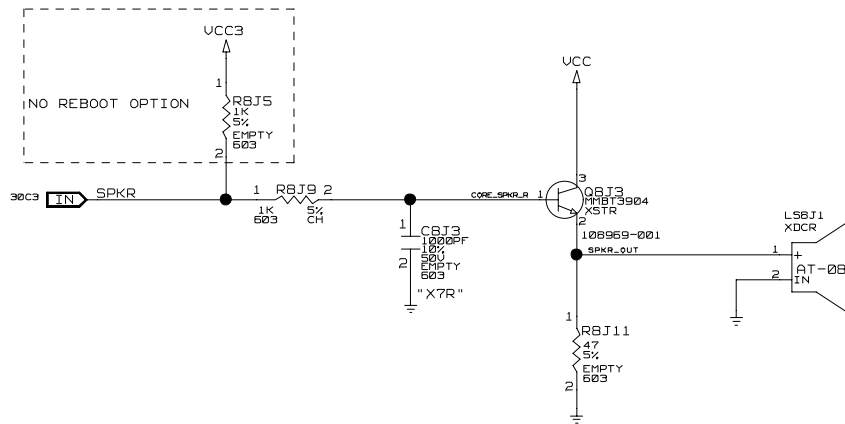 VCC3
NO REBOOT OPTION
1
R8J5
1K
5%
EMPTY
603
2
30C3 IN SPKR
1 R8J9 2
1K 5%
603 CH
1
C8J3
1000PF
10%
50V
EMPTY
603
2
"X7R"
VCC
CORE_SPKR_R 1
3
Q8J3
MMBT3904
XSTR
2
106969-001
SPKR_OUT
LS6J1
XDCR
1 +
AT-08
2 IN
1
R8J11
47
5%
EMPTY
603
2